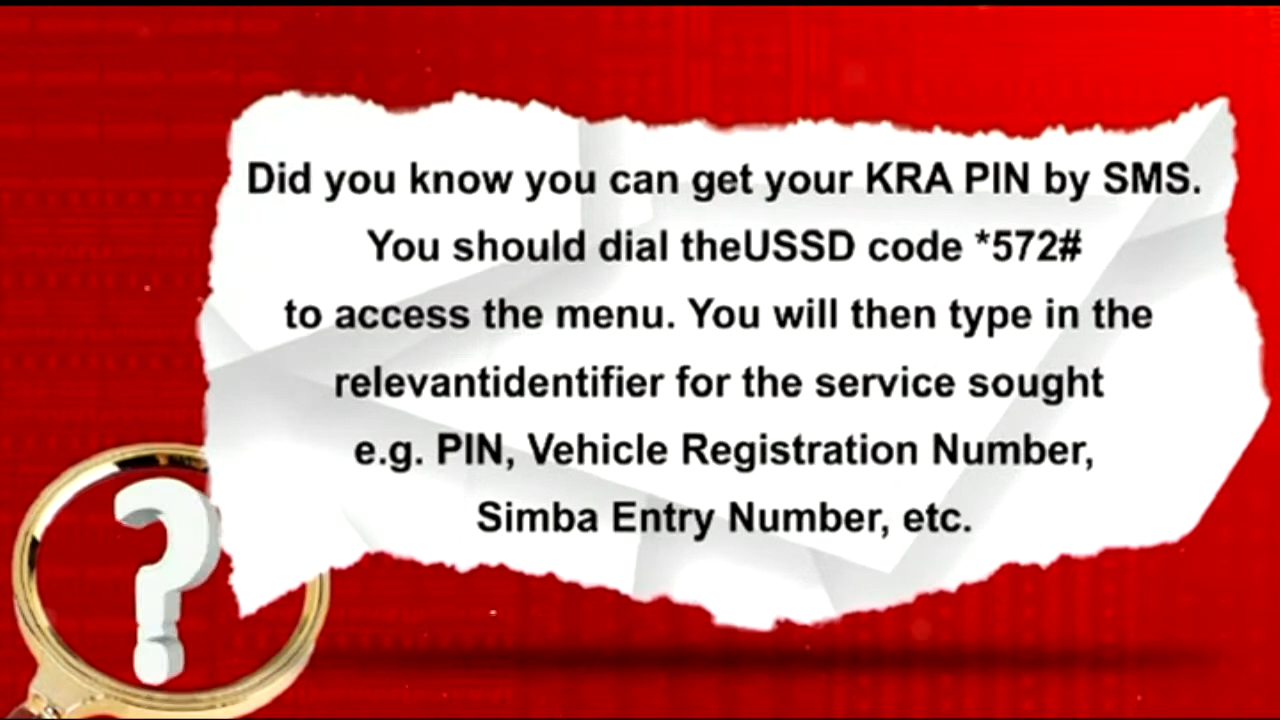 Did you know you can get your KRA PIN by SMS.
You should dial theUSSD code *572#
to access the menu. You will then type in the
relevantidentifier for the service sought
e.g. PIN, Vehicle Registration Number,
Simba Entry Number, etc.